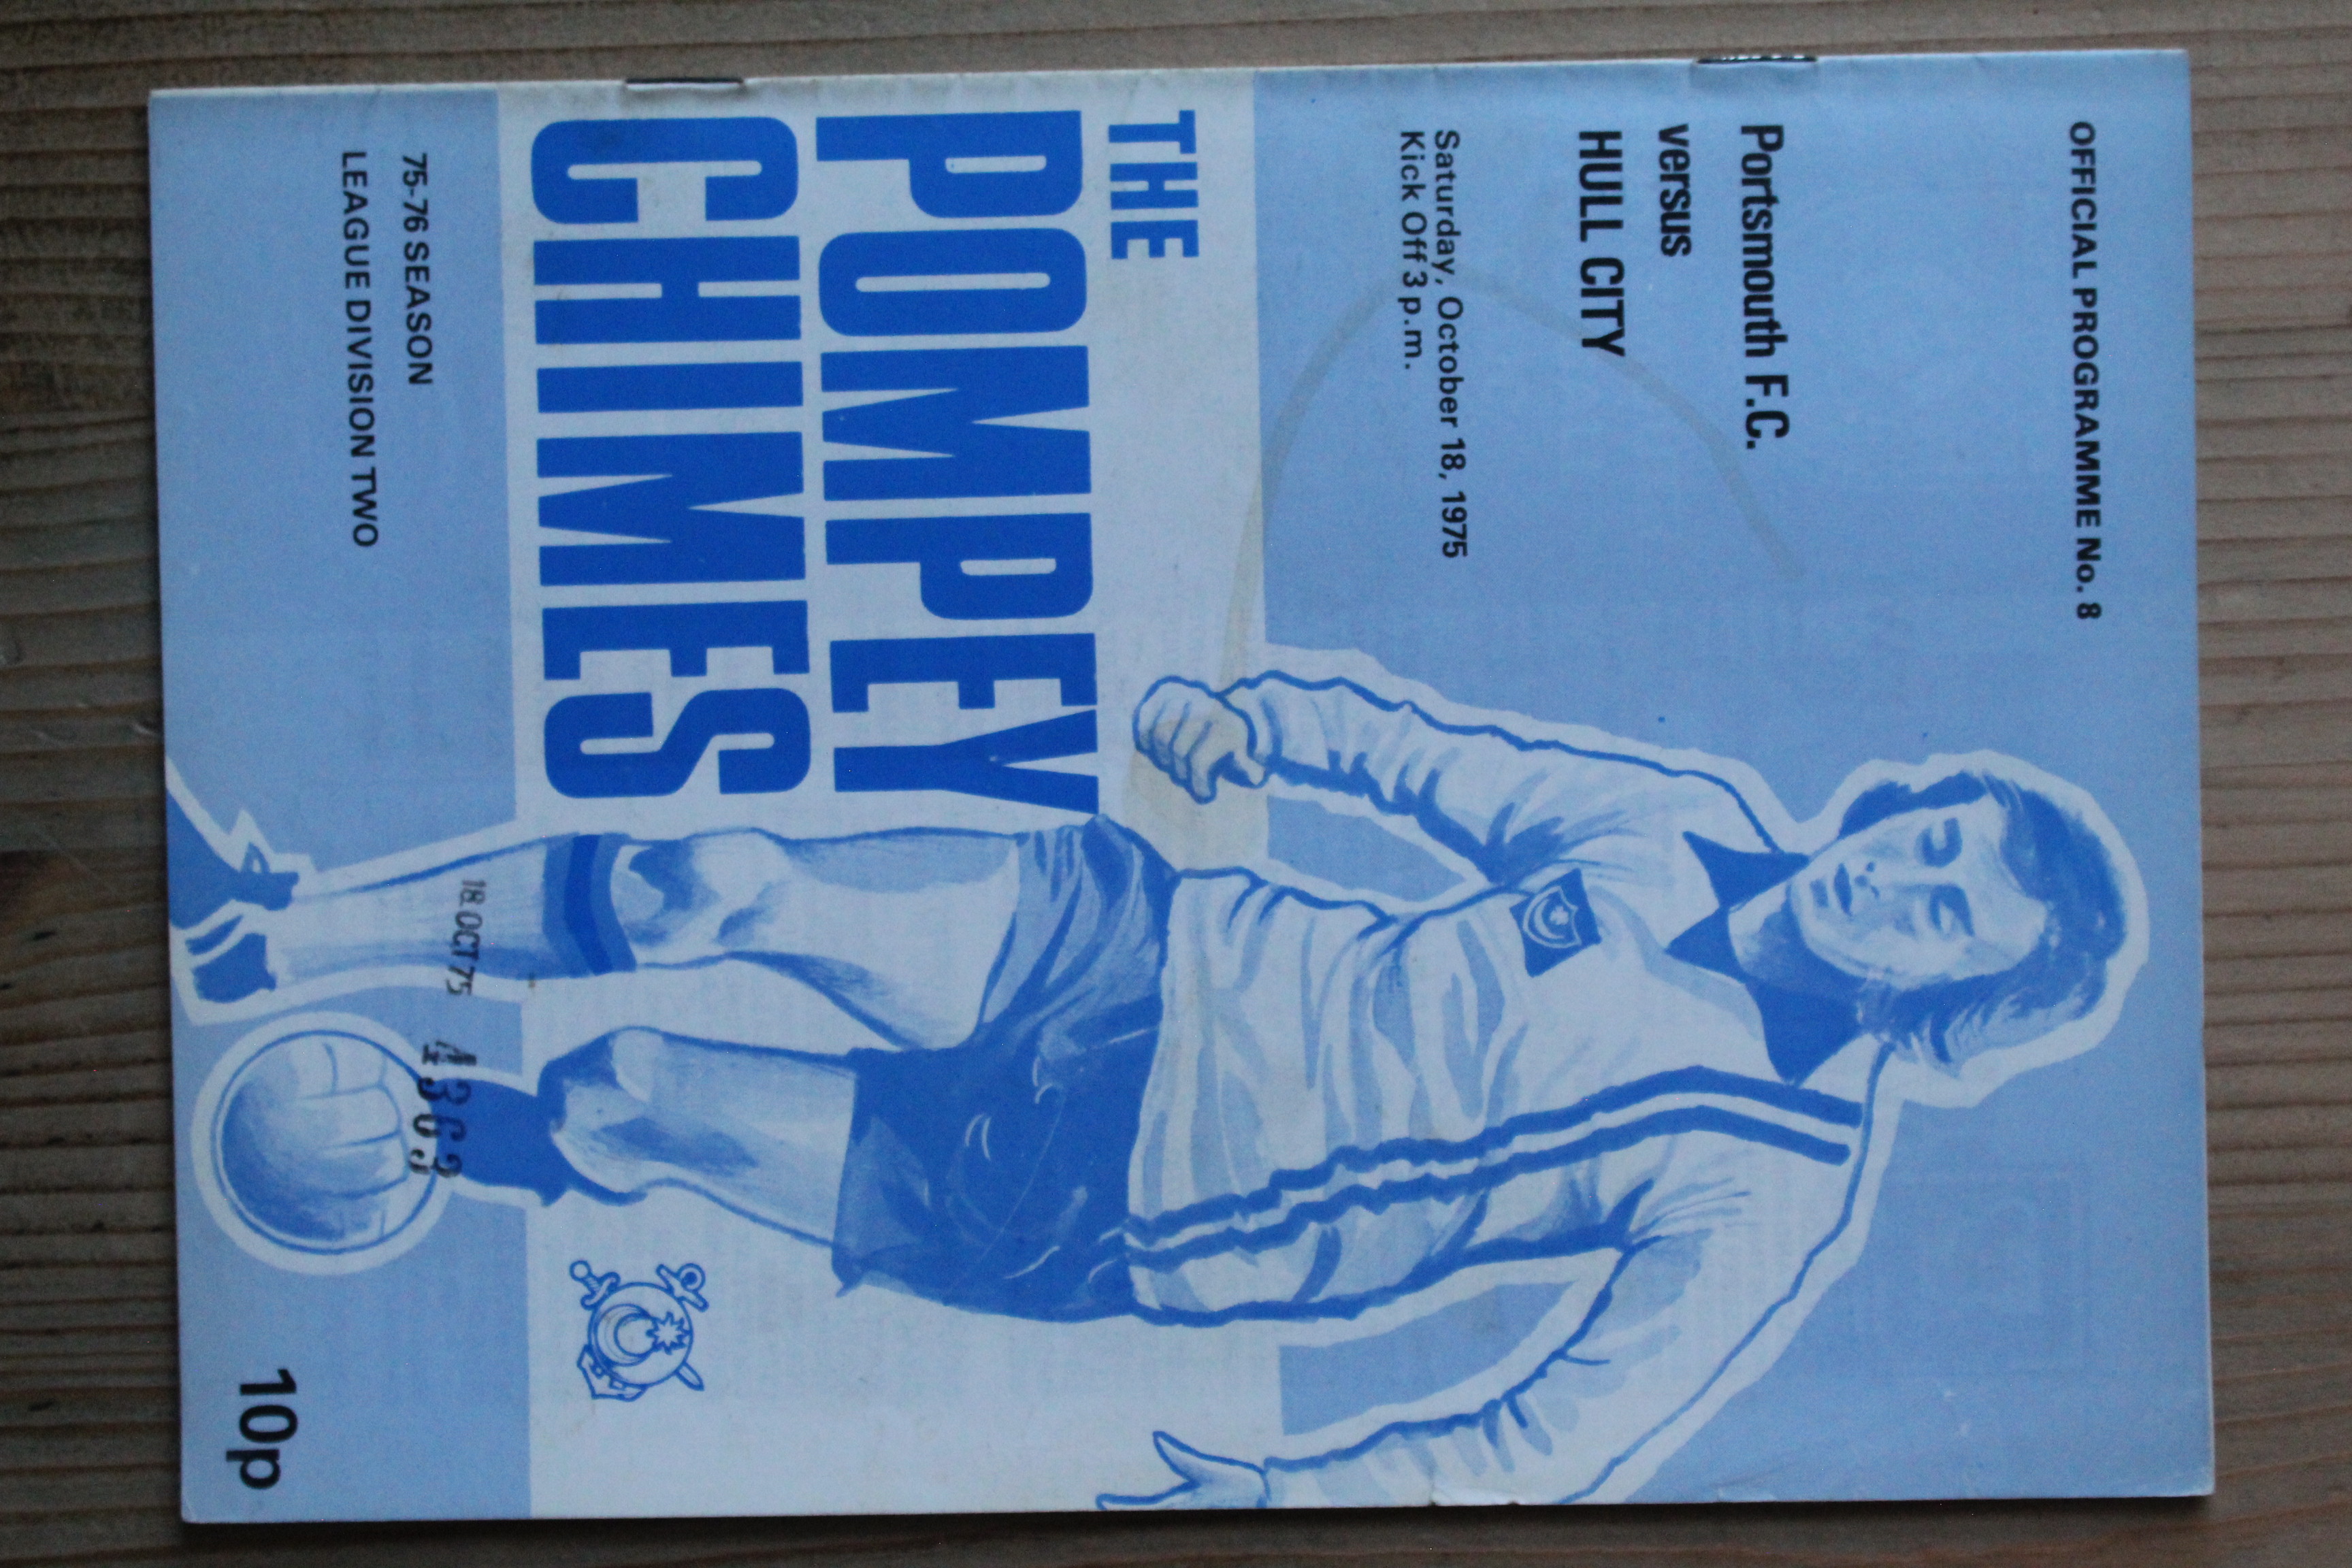 OFFICIAL PROGRAMME No. 8
Portsmouth F.C.
versus
HULL CITY
Saturday, October 18, 1975
Kick Off 3 p.m.
THE
POMPEY
CHIMES
75-76 SEASON
LEAGUE DIVISION TWO
18 OCT 75
4363
10p